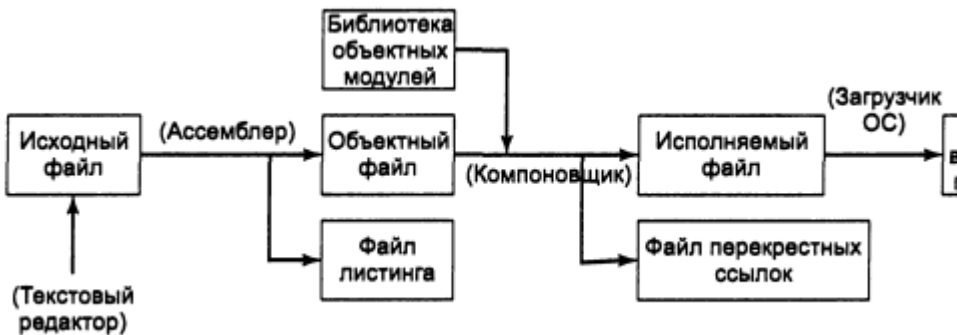 Библиотека
объектных
модулей
(Загрузчик
ОС)
Исходный
файл
(Ассемблер)
Объектный
файл
(Компоновщик)
Исполняемый
файл
Файл
листинга
Файл перекрестных
ссылок
(Текстовый
редактор)